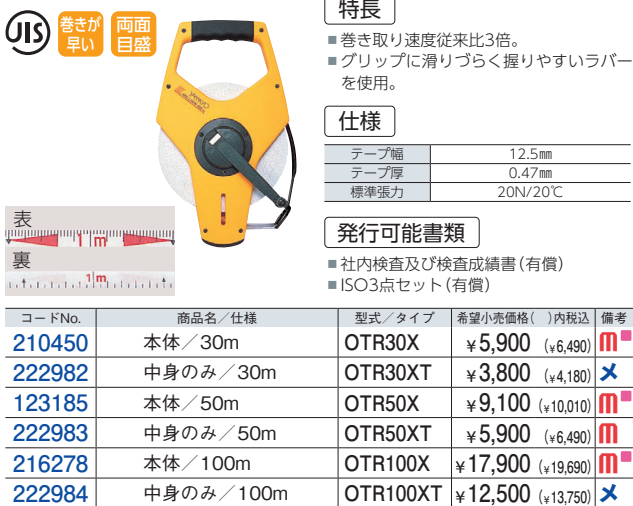 JIS
巻きが
早い
両面
目盛
特長
■巻き取り速度従来比3倍。
■グリップに滑りづらく握りやすいラバー
を使用。
仕様
テープ幅 12.5㎜
テープ厚 0.47㎜
標準張力 20N/20℃
表
1m
裏
1m
発行可能書類
■社内検査及び検査成績書(有償)
■ISO3点セット(有償)
コードNo. 商品名/仕様 型式/タイプ 希望小売価格( )内税込 備考
210450 本体/30m OTR30X ¥5,900 (¥6,490) m
222982 中身のみ/30m OTR30XT ¥3,800 (¥4,180) メ
123185 本体/50m OTR50X ¥9,100 (¥10,010) m
222983 中身のみ/50m OTR50XT ¥5,900 (¥6,490) m
216278 本体/100m OTR100X ¥17,900 (¥19,690) m
222984 中身のみ/100m OTR100XT ¥12,500 (¥13,750) メ